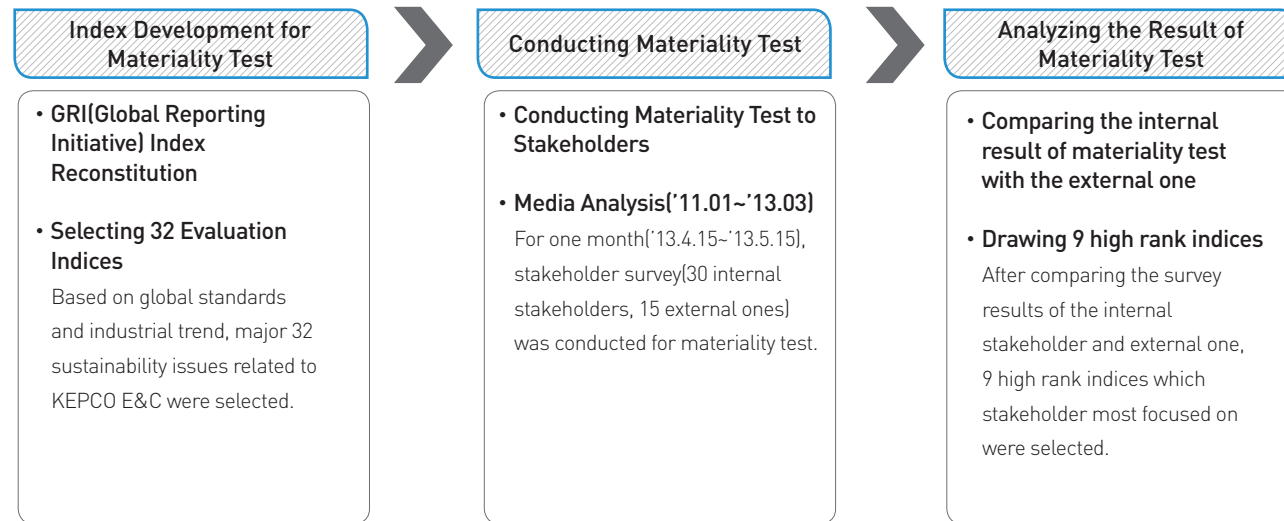 Index Development for
Materiality Test
• GRI(Global Reporting
Initiative) Index
Reconstitution
• Selecting 32 Evaluation
Indices
Based on global standards
and industrial trend, major 32
sustainability issues related to
KEPCO E&C were selected.
Conducting Materiality Test
• Conducting Materiality Test to
Stakeholders
• Media Analysis('11.01~'13.03)
For one month('13.4.15~'13.5.15),
stakeholder survey(30 internal
stakeholders, 15 external ones)
was conducted for materiality test.
Analyzing the Result of
Materiality Test
• Comparing the internal
result of materiality test
with the external one
• Drawing 9 high rank indices
After comparing the survey
results of the internal
stakeholder and external one,
9 high rank indices which
stakeholder most focused on
were selected.